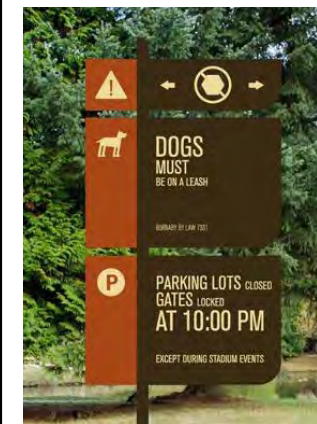 DOGS
MUST
BE ON A LEASH
BURNABY BY LAW 7551
P
PARKING LOTS CLOSED
GATES LOCKED
AT 10:00 PM
EXCEPT DURING STADIUM EVENTS